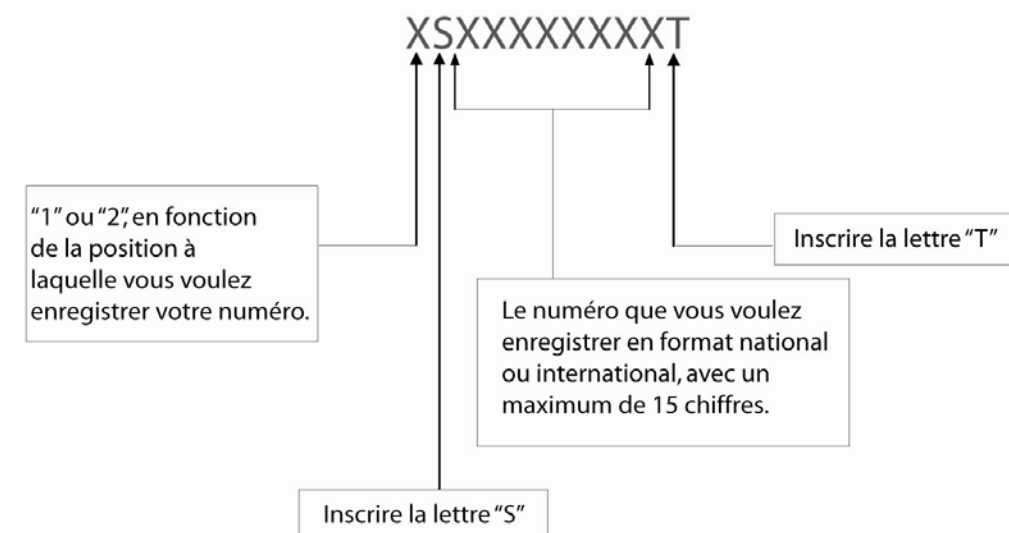 XSXXXXXXXXT
"1" ou "2", en fonction
de la position à
laquelle vous voulez
enregistrer votre numéro.
Inscrire la lettre "T"
Le numéro que vous voulez
enregistrer en format national
ou international, avec un
maximum de 15 chiffres.
Inscrire la lettre "S"